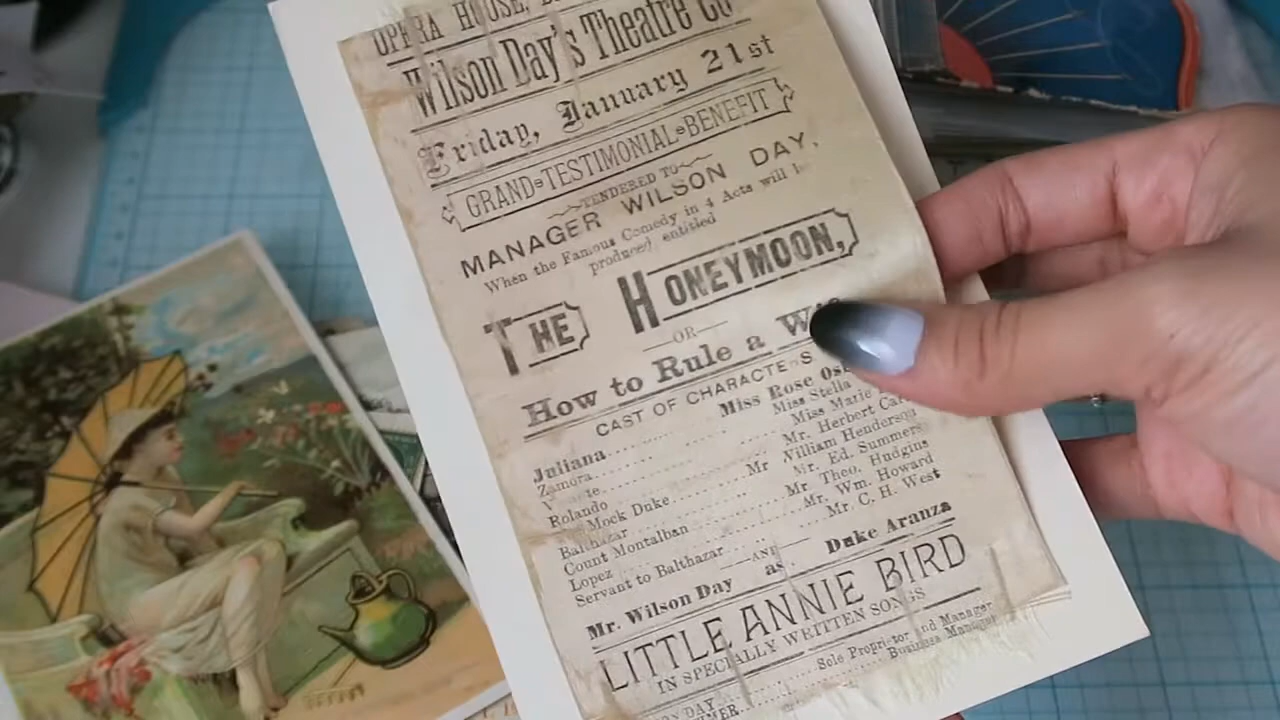 OPERA HOUSE,
Wilson Day's Theatre Co
Friday, January 21st
GRAND TESTIMONIAL BENEFIT
TENDERED TO
MANAGER WILSON DAY,
When the Famous Comedy in 4 Acts will b
produced, entitled
THE HONEYMOON,
—OR—
How to Rule a
CAST OF CHARACTERS
Juliana Miss Rose
Zamora Miss Stella
Miss Marie
Rolando Mr. Herbert
Mock Duke Mr Villiam Henderson
Balthazar Mr. Ed. Summers
Count Montalban Mr Theo. Hudgins
Lopez Mr. Wm. Howard
Servant to Balthazar Mr. C. H. West
—AND—
Mr. Wilson Day as Duke Aranza
LITTLE ANNIE BIRD
IN SPECIALLY WRITTEN SONGS
DAY Sole Proprietor and Manager
Business Manager